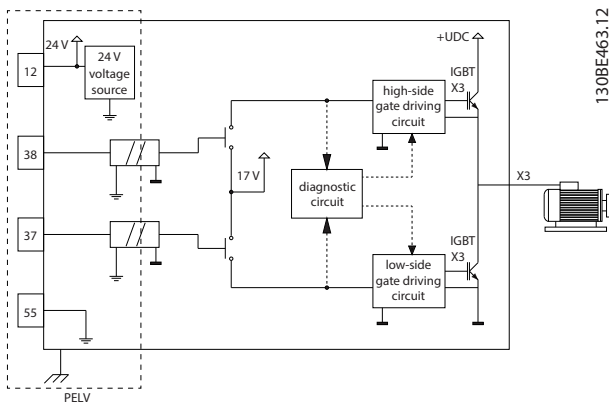 130BE463.12
+UDC
24 V
12
24 V
voltage
source
high-side
gate driving
circuit
IGBT
X3
38
17 V
diagnostic
circuit
X3
37
IGBT
X3
low-side
gate driving
circuit
55
PELV